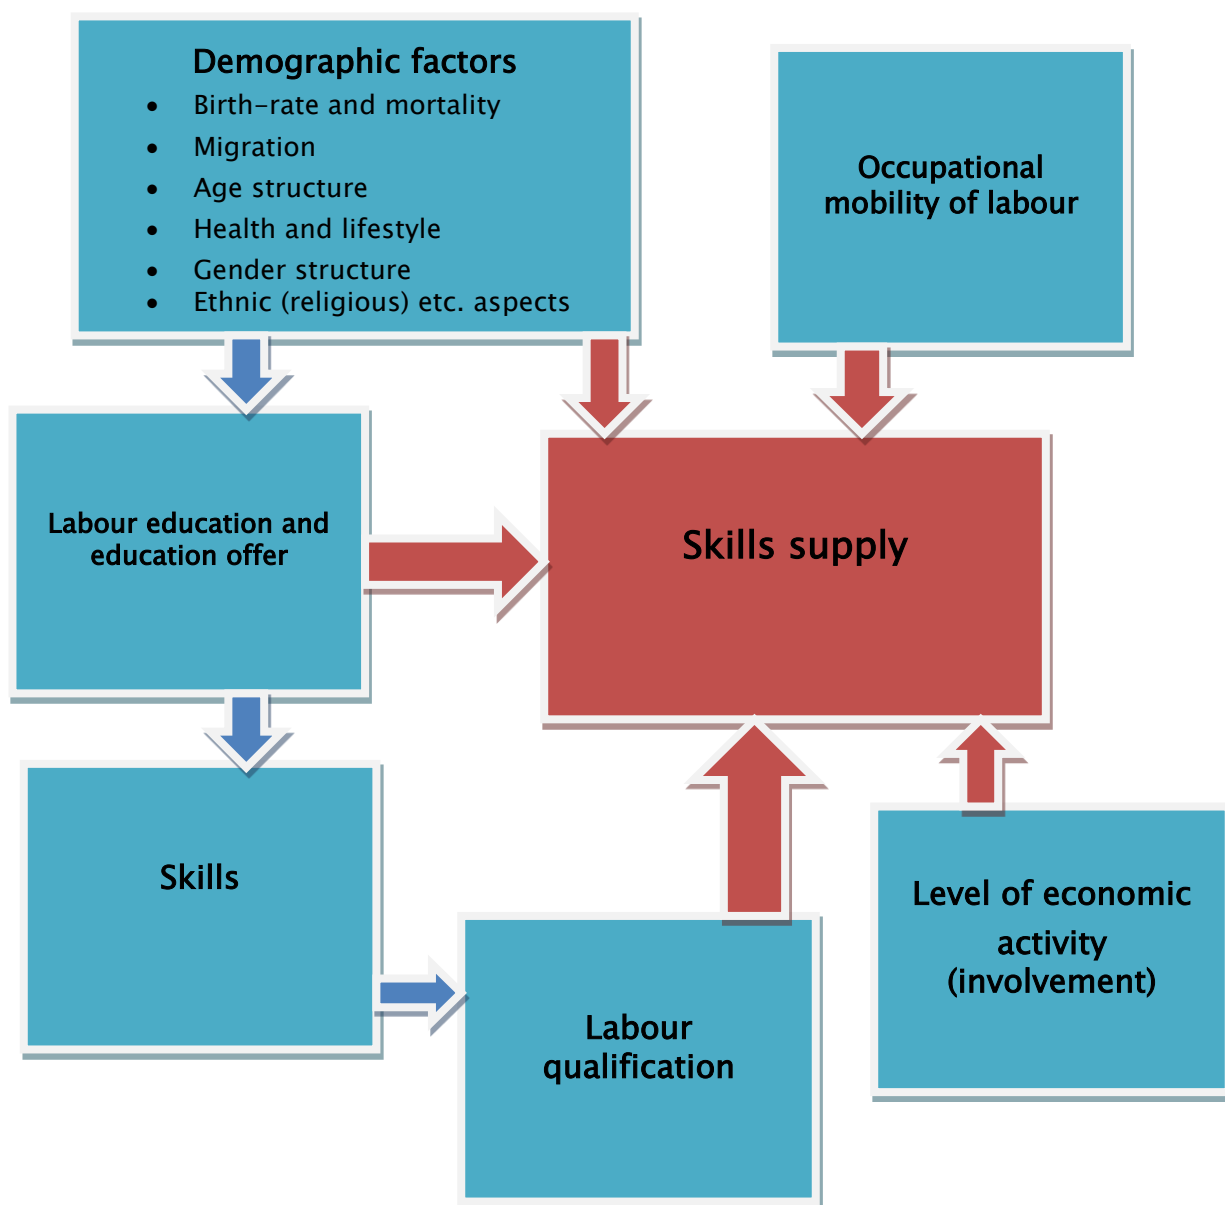 Demographic factors
• Birth-rate and mortality
• Migration
• Age structure
• Health and lifestyle
• Gender structure
• Ethnic (religious) etc. aspects
Occupational
mobility of labour
Labour education and
education offer
Skills supply
Skills
Labour
qualification
Level of economic
activity
(involvement)